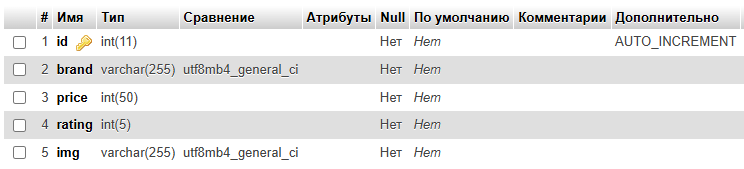 # Имя Тип Сравнение Атрибуты Null По умолчанию Комментарии Дополнительно
1 id int(11) Нет Нет AUTO_INCREMENT
2 brand varchar(255) utf8mb4_general_ci Нет Нет
3 price int(50) Нет Нет
4 rating int(5) Нет Нет
5 img varchar(255) utf8mb4_general_ci Нет Нет